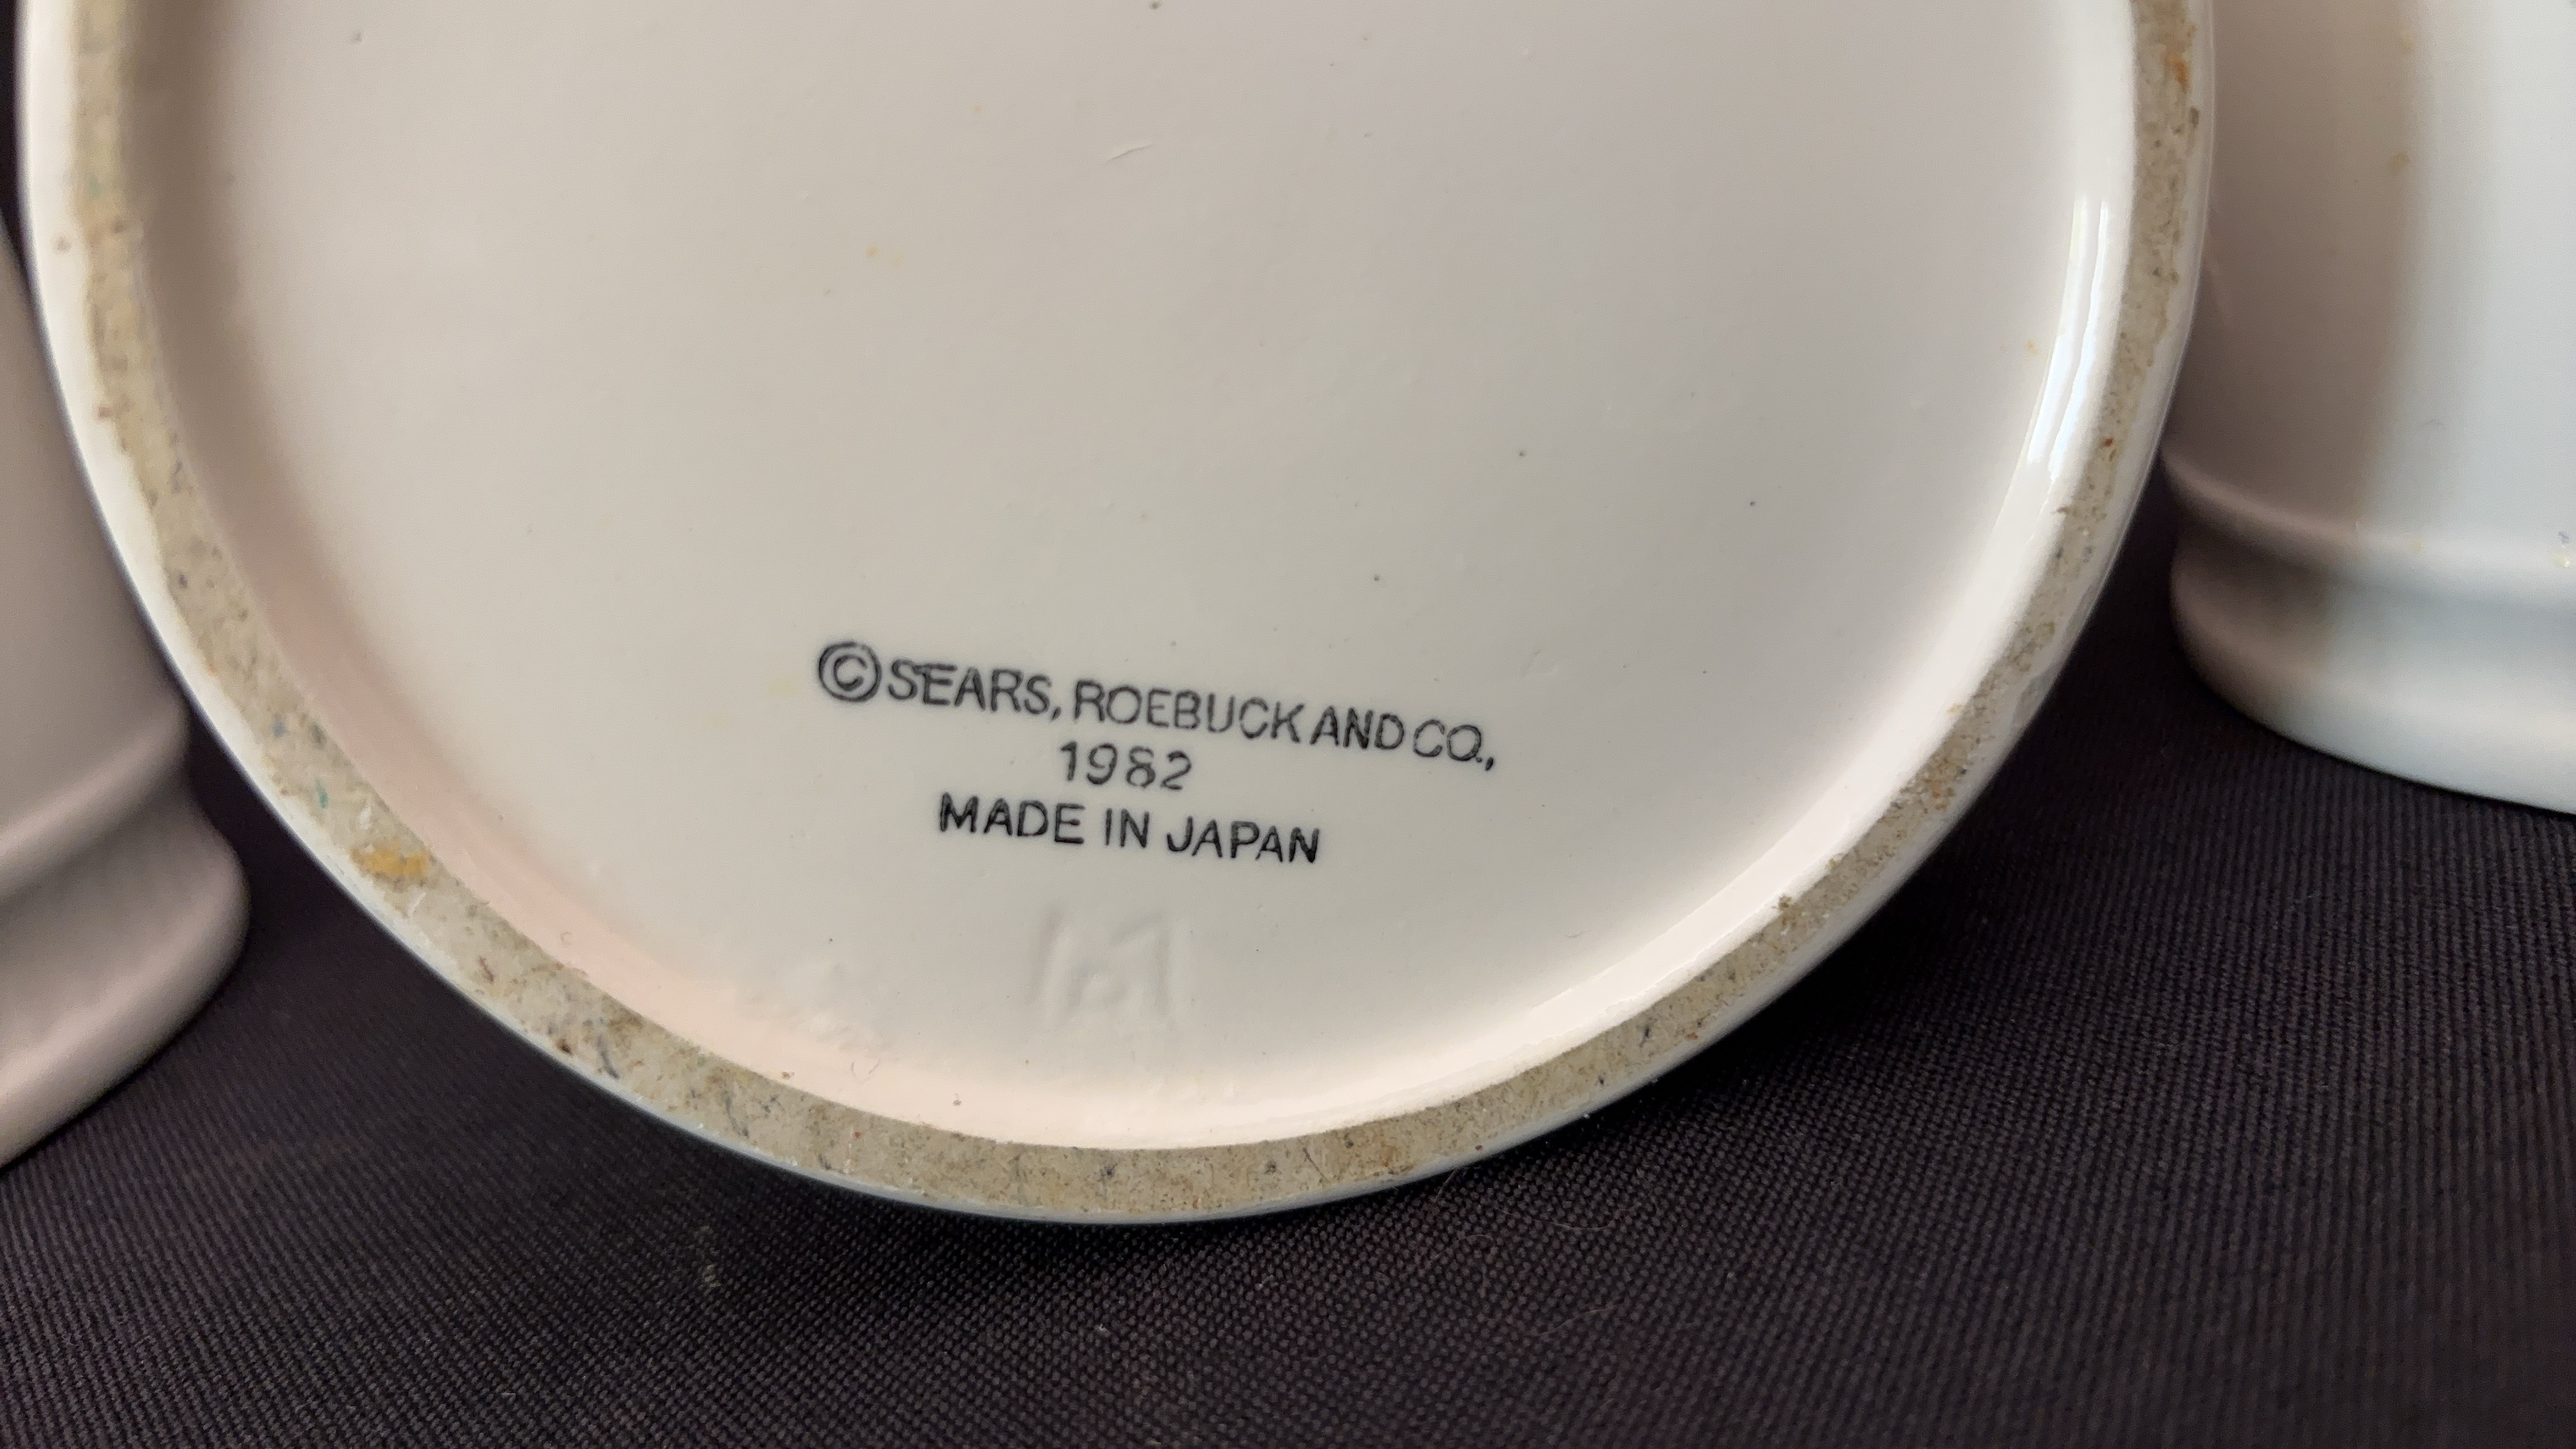 ©SEARS, ROEBUCK AND CO.,
1982
MADE IN JAPAN